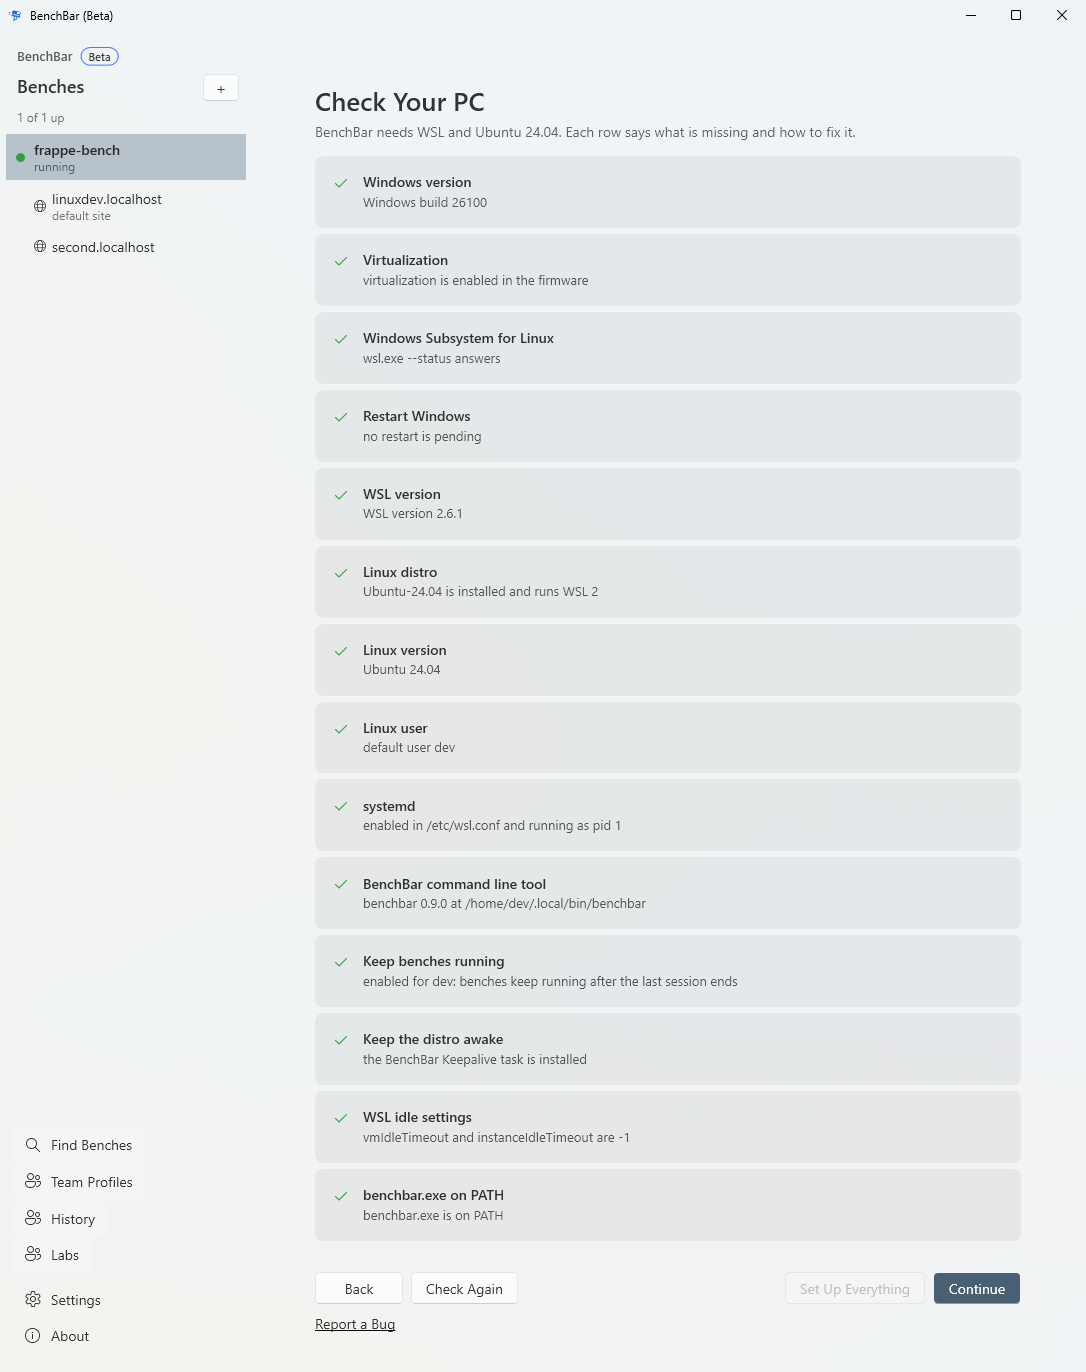 BenchBar (Beta)
BenchBar Beta
Benches
+
1 of 1 up
frappe-bench
running
linuxdev.localhost
default site
second.localhost
Find Benches
Team Profiles
History
Labs
Settings
About
Check Your PC
BenchBar needs WSL and Ubuntu 24.04. Each row says what is missing and how to fix it.
Windows version
Windows build 26100
Virtualization
virtualization is enabled in the firmware
Windows Subsystem for Linux
wsl.exe --status answers
Restart Windows
no restart is pending
WSL version
WSL version 2.6.1
Linux distro
Ubuntu-24.04 is installed and runs WSL 2
Linux version
Ubuntu 24.04
Linux user
default user dev
systemd
enabled in /etc/wsl.conf and running as pid 1
BenchBar command line tool
benchbar 0.9.0 at /home/dev/.local/bin/benchbar
Keep benches running
enabled for dev: benches keep running after the last session ends
Keep the distro awake
the BenchBar Keepalive task is installed
WSL idle settings
vmIdleTimeout and instanceIdleTimeout are -1
benchbar.exe on PATH
benchbar.exe is on PATH
Back
Check Again
Set Up Everything
Continue
Report a Bug